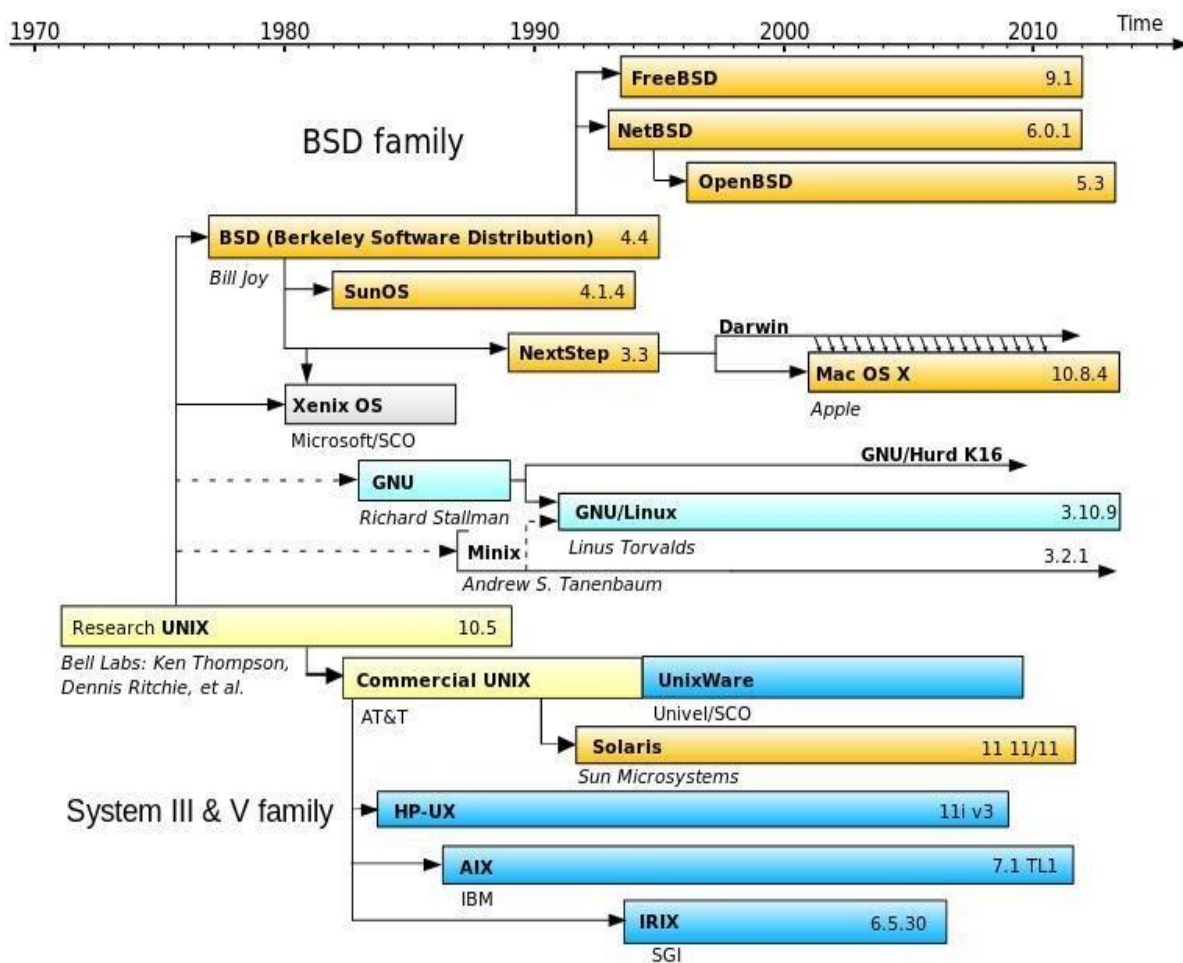 1970 1980 1990 2000 2010 Time
FreeBSD 9.1
BSD family
NetBSD 6.0.1
OpenBSD 5.3
BSD (Berkeley Software Distribution) 4.4
Bill Joy
SunOS 4.1.4
Darwin
NextStep 3.3
Mac OS X 10.8.4
Apple
Xenix OS
Microsoft/SCO
GNU/Hurd K16
GNU
Richard Stallman
GNU/Linux 3.10.9
Linus Torvalds
Minix 3.2.1
Andrew S. Tanenbaum
Research UNIX 10.5
Bell Labs: Ken Thompson,
Dennis Ritchie, et al.
Commercial UNIX
AT&T
UnixWare
Univel/SCO
Solaris 11 11/11
Sun Microsystems
System III & V family
HP-UX 11i v3
AIX 7.1 TL1
IBM
IRIX 6.5.30
SGI